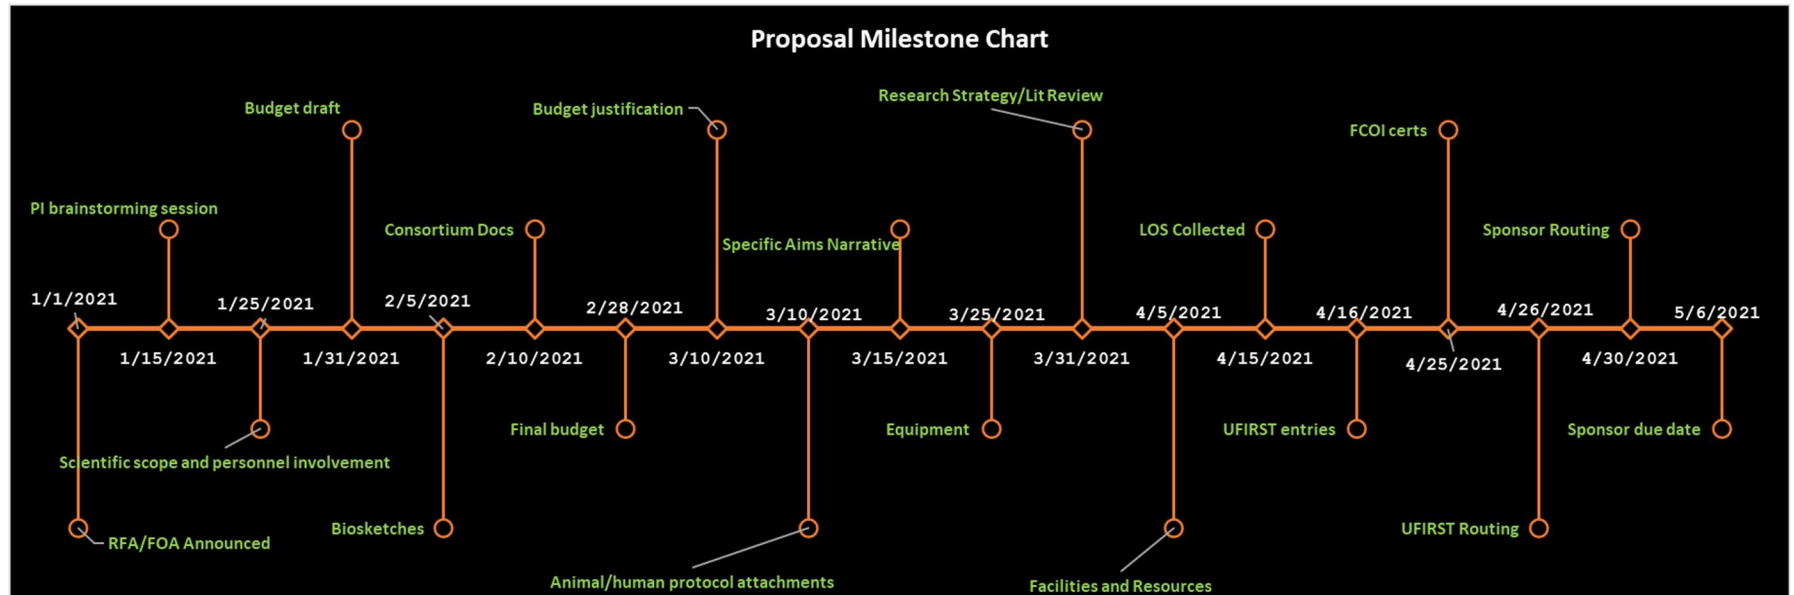 Proposal Milestone Chart
Research Strategy/Lit Review
Budget draft
Budget justification
FCOI certs
PI brainstorming session
Consortium Docs
Specific Aims Narrative
LOS Collected
Sponsor Routing
1/1/2021
1/25/2021
2/5/2021
2/28/2021
3/10/2021
3/25/2021
4/5/2021
4/16/2021
4/26/2021
5/6/2021
1/15/2021
1/31/2021
2/10/2021
3/10/2021
3/15/2021
3/31/2021
4/15/2021
4/25/2021
4/30/2021
Final budget
Equipment
UFIRST entries
Sponsor due date
Scientific scope and personnel involvement
RFA/FOA Announced
Biosketches
UFIRST Routing
Animal/human protocol attachments
Facilities and Resources